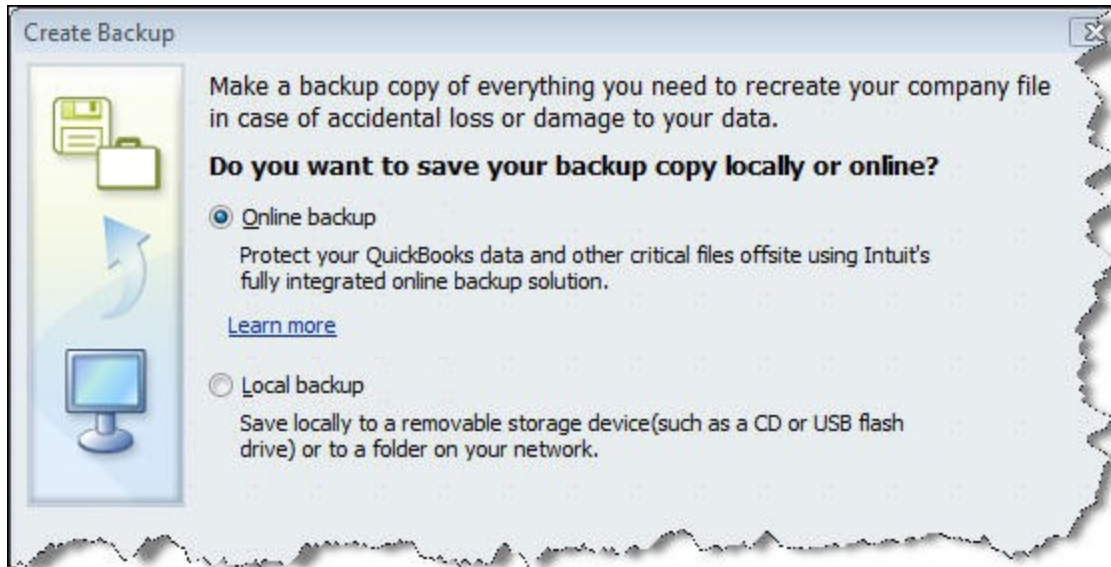 Create Backup
Make a backup copy of everything you need to recreate your company file
in case of accidental loss or damage to your data.
Do you want to save your backup copy locally or online?
Online backup
Protect your QuickBooks data and other critical files offsite using Intuit's
fully integrated online backup solution.
Learn more
Local backup
Save locally to a removable storage device(such as a CD or USB flash
drive) or to a folder on your network.